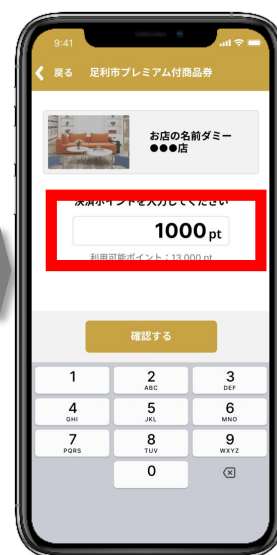 9:41
戻る 足利市プレミアム付商品券
お店の名前ダミー
●●●店
決済ポイントを入力してください
1000 pt
利用可能ポイント：13,000 pt
確認する
1
2 ABC
3 DEF
4 GHI
5 JKL
6 MNO
7 PQRS
8 TUV
9 WXYZ
0